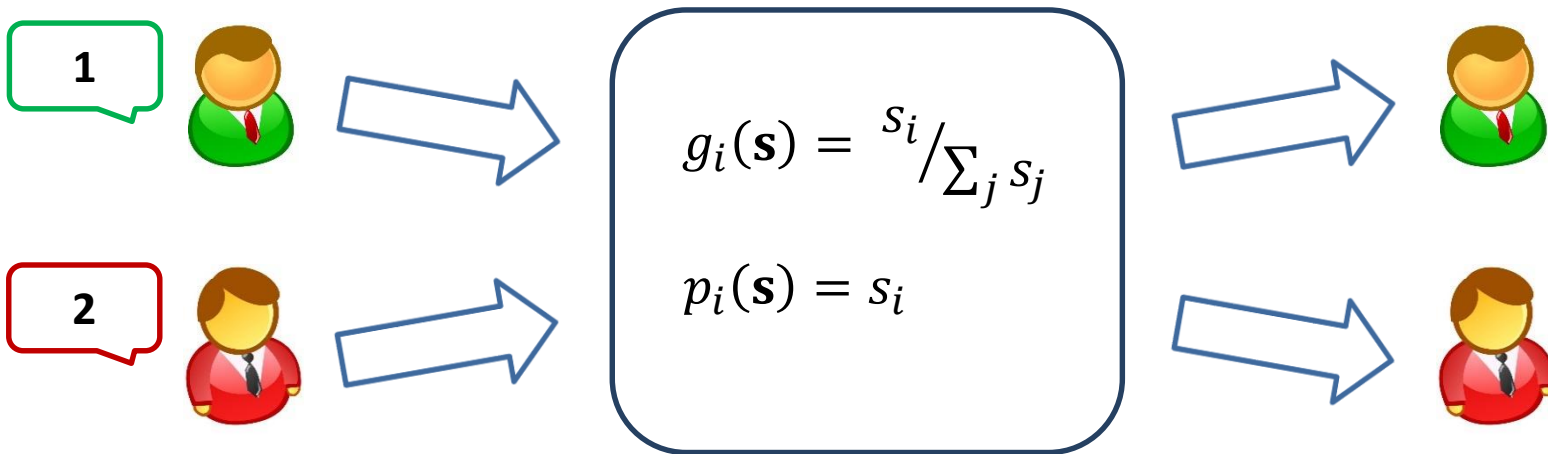 1
g_i(𝐬) = s_i/∑_j s_j
p_i(𝐬) = s_i
2